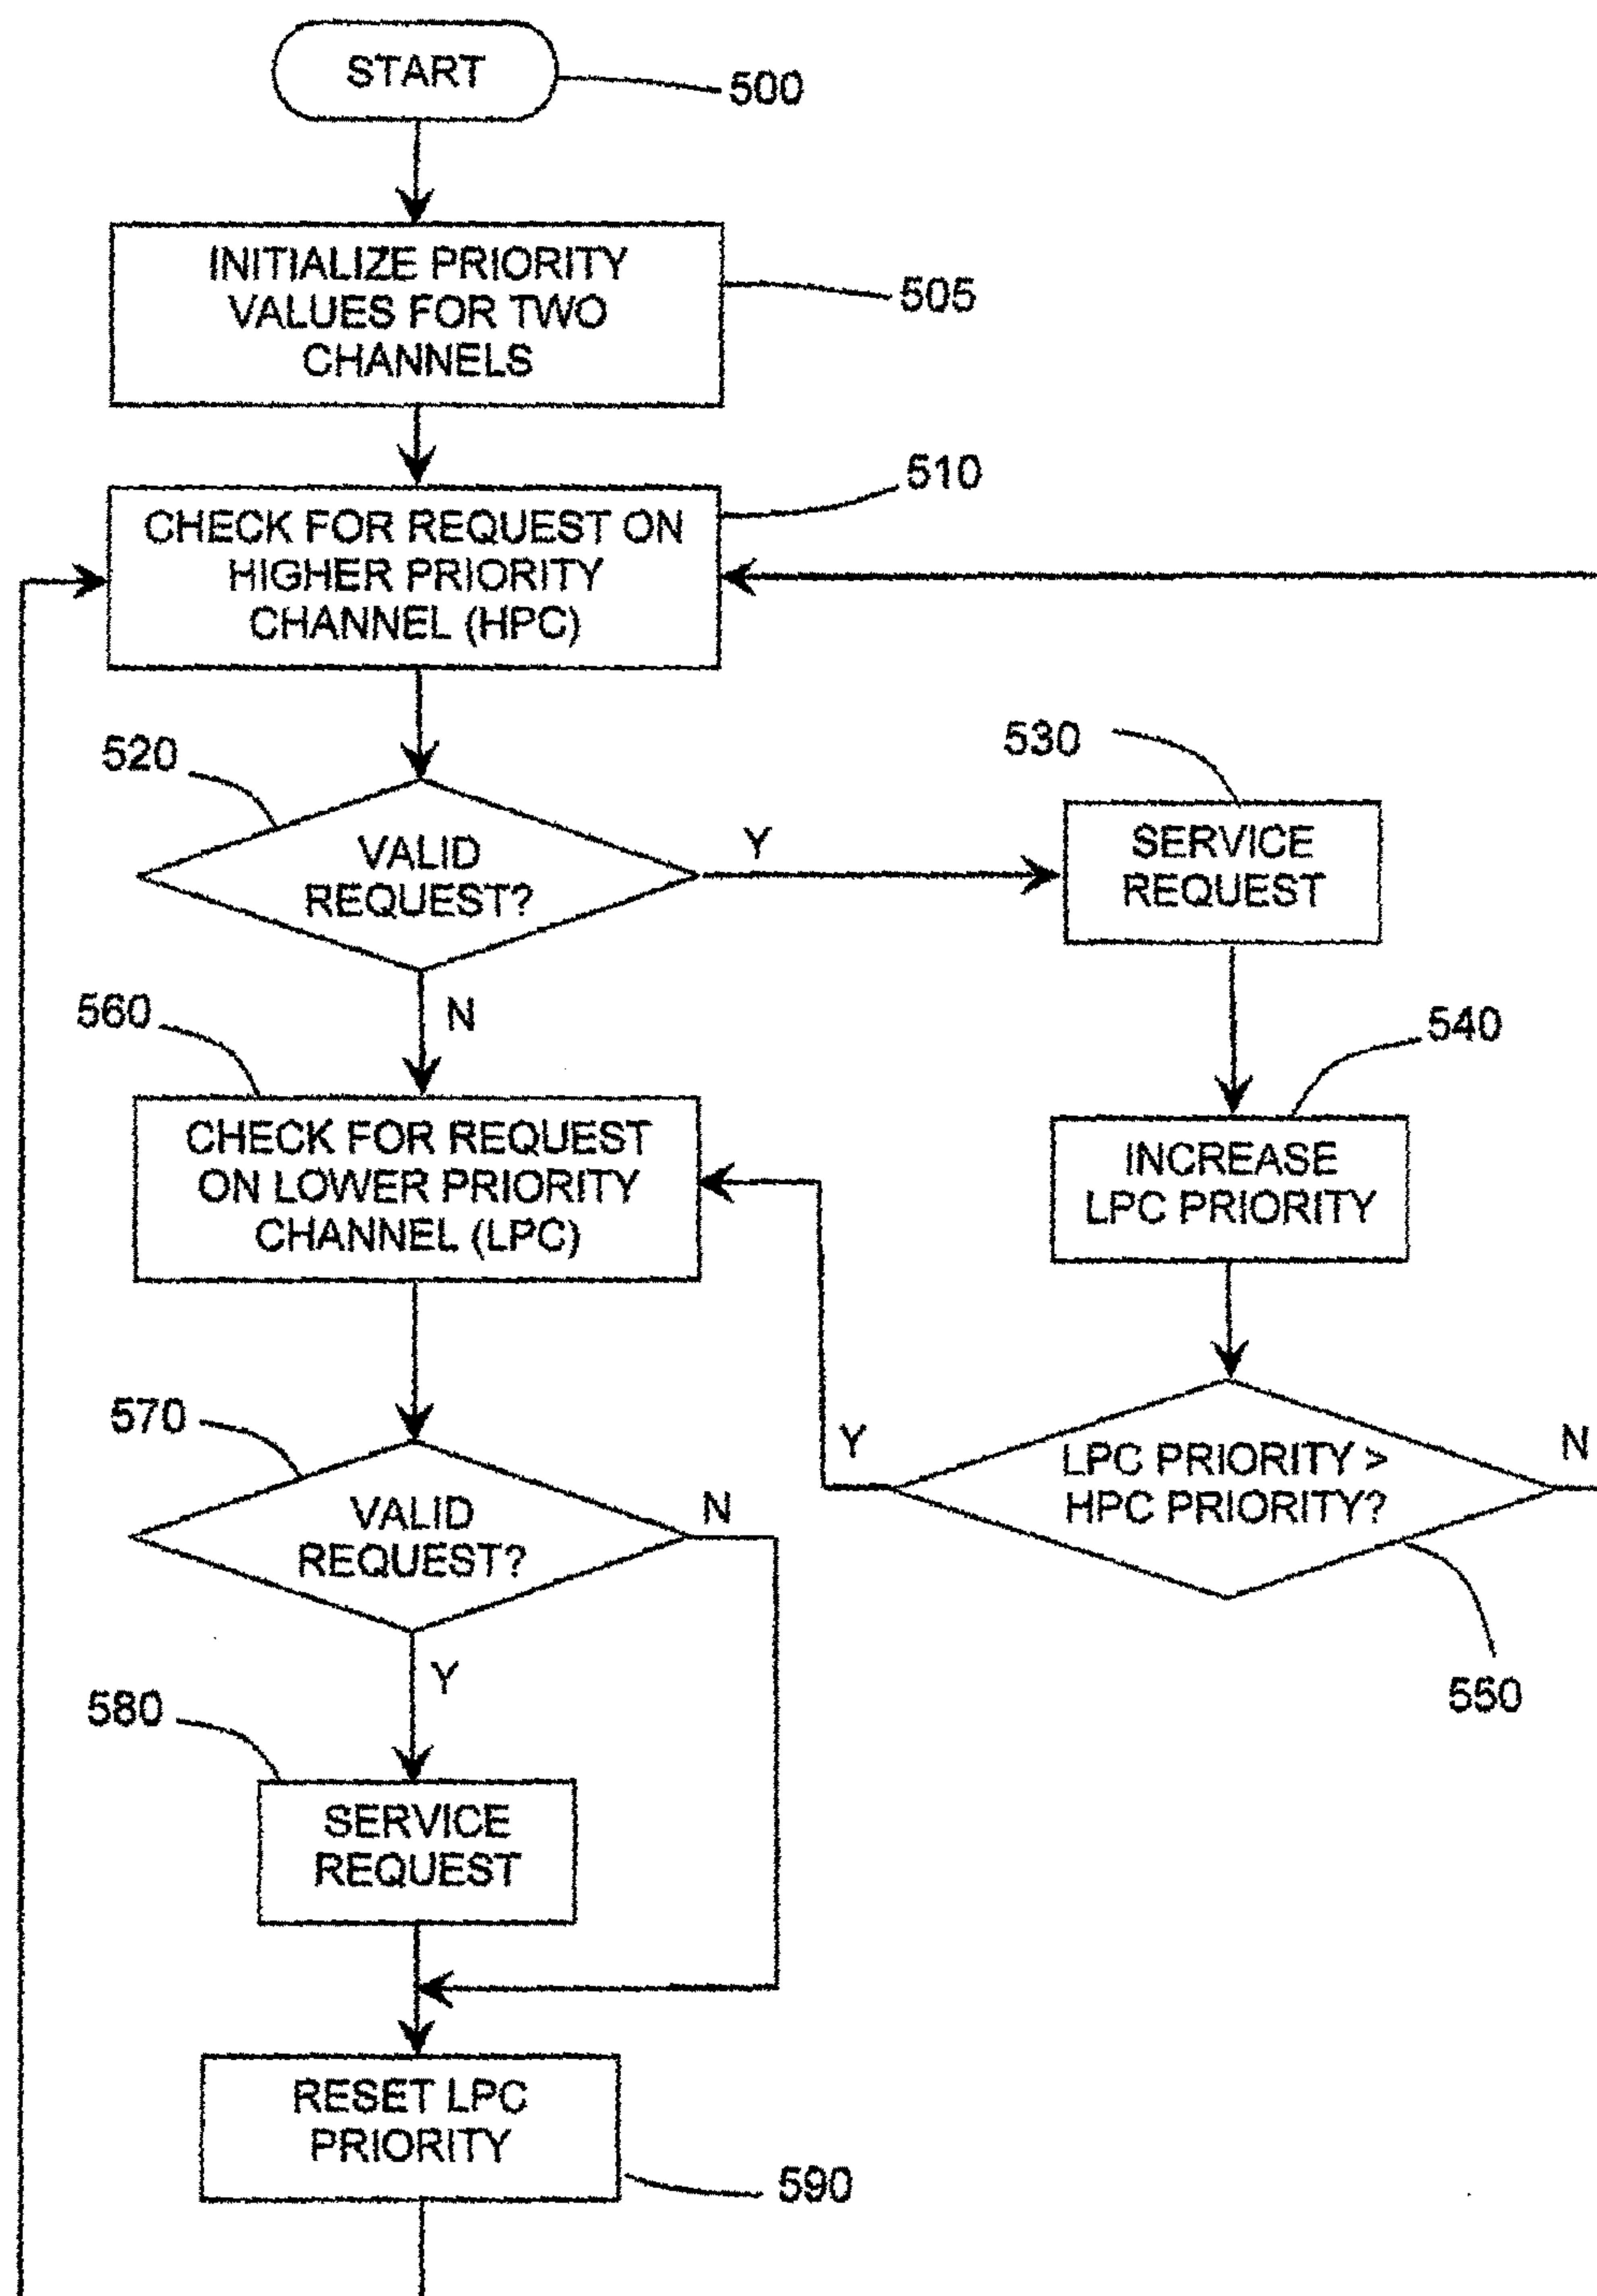 START
500
INITIALIZE PRIORITY
VALUES FOR TWO
CHANNELS
505
510
CHECK FOR REQUEST ON
HIGHER PRIORITY
CHANNEL (HPC)
520
VALID
REQUEST?
Y
530
SERVICE
REQUEST
N
560
540
CHECK FOR REQUEST
ON LOWER PRIORITY
CHANNEL (LPC)
INCREASE
LPC PRIORITY
570
VALID
REQUEST?
N
Y
LPC PRIORITY >
HPC PRIORITY?
N
550
Y
580
SERVICE
REQUEST
RESET LPC
PRIORITY
590